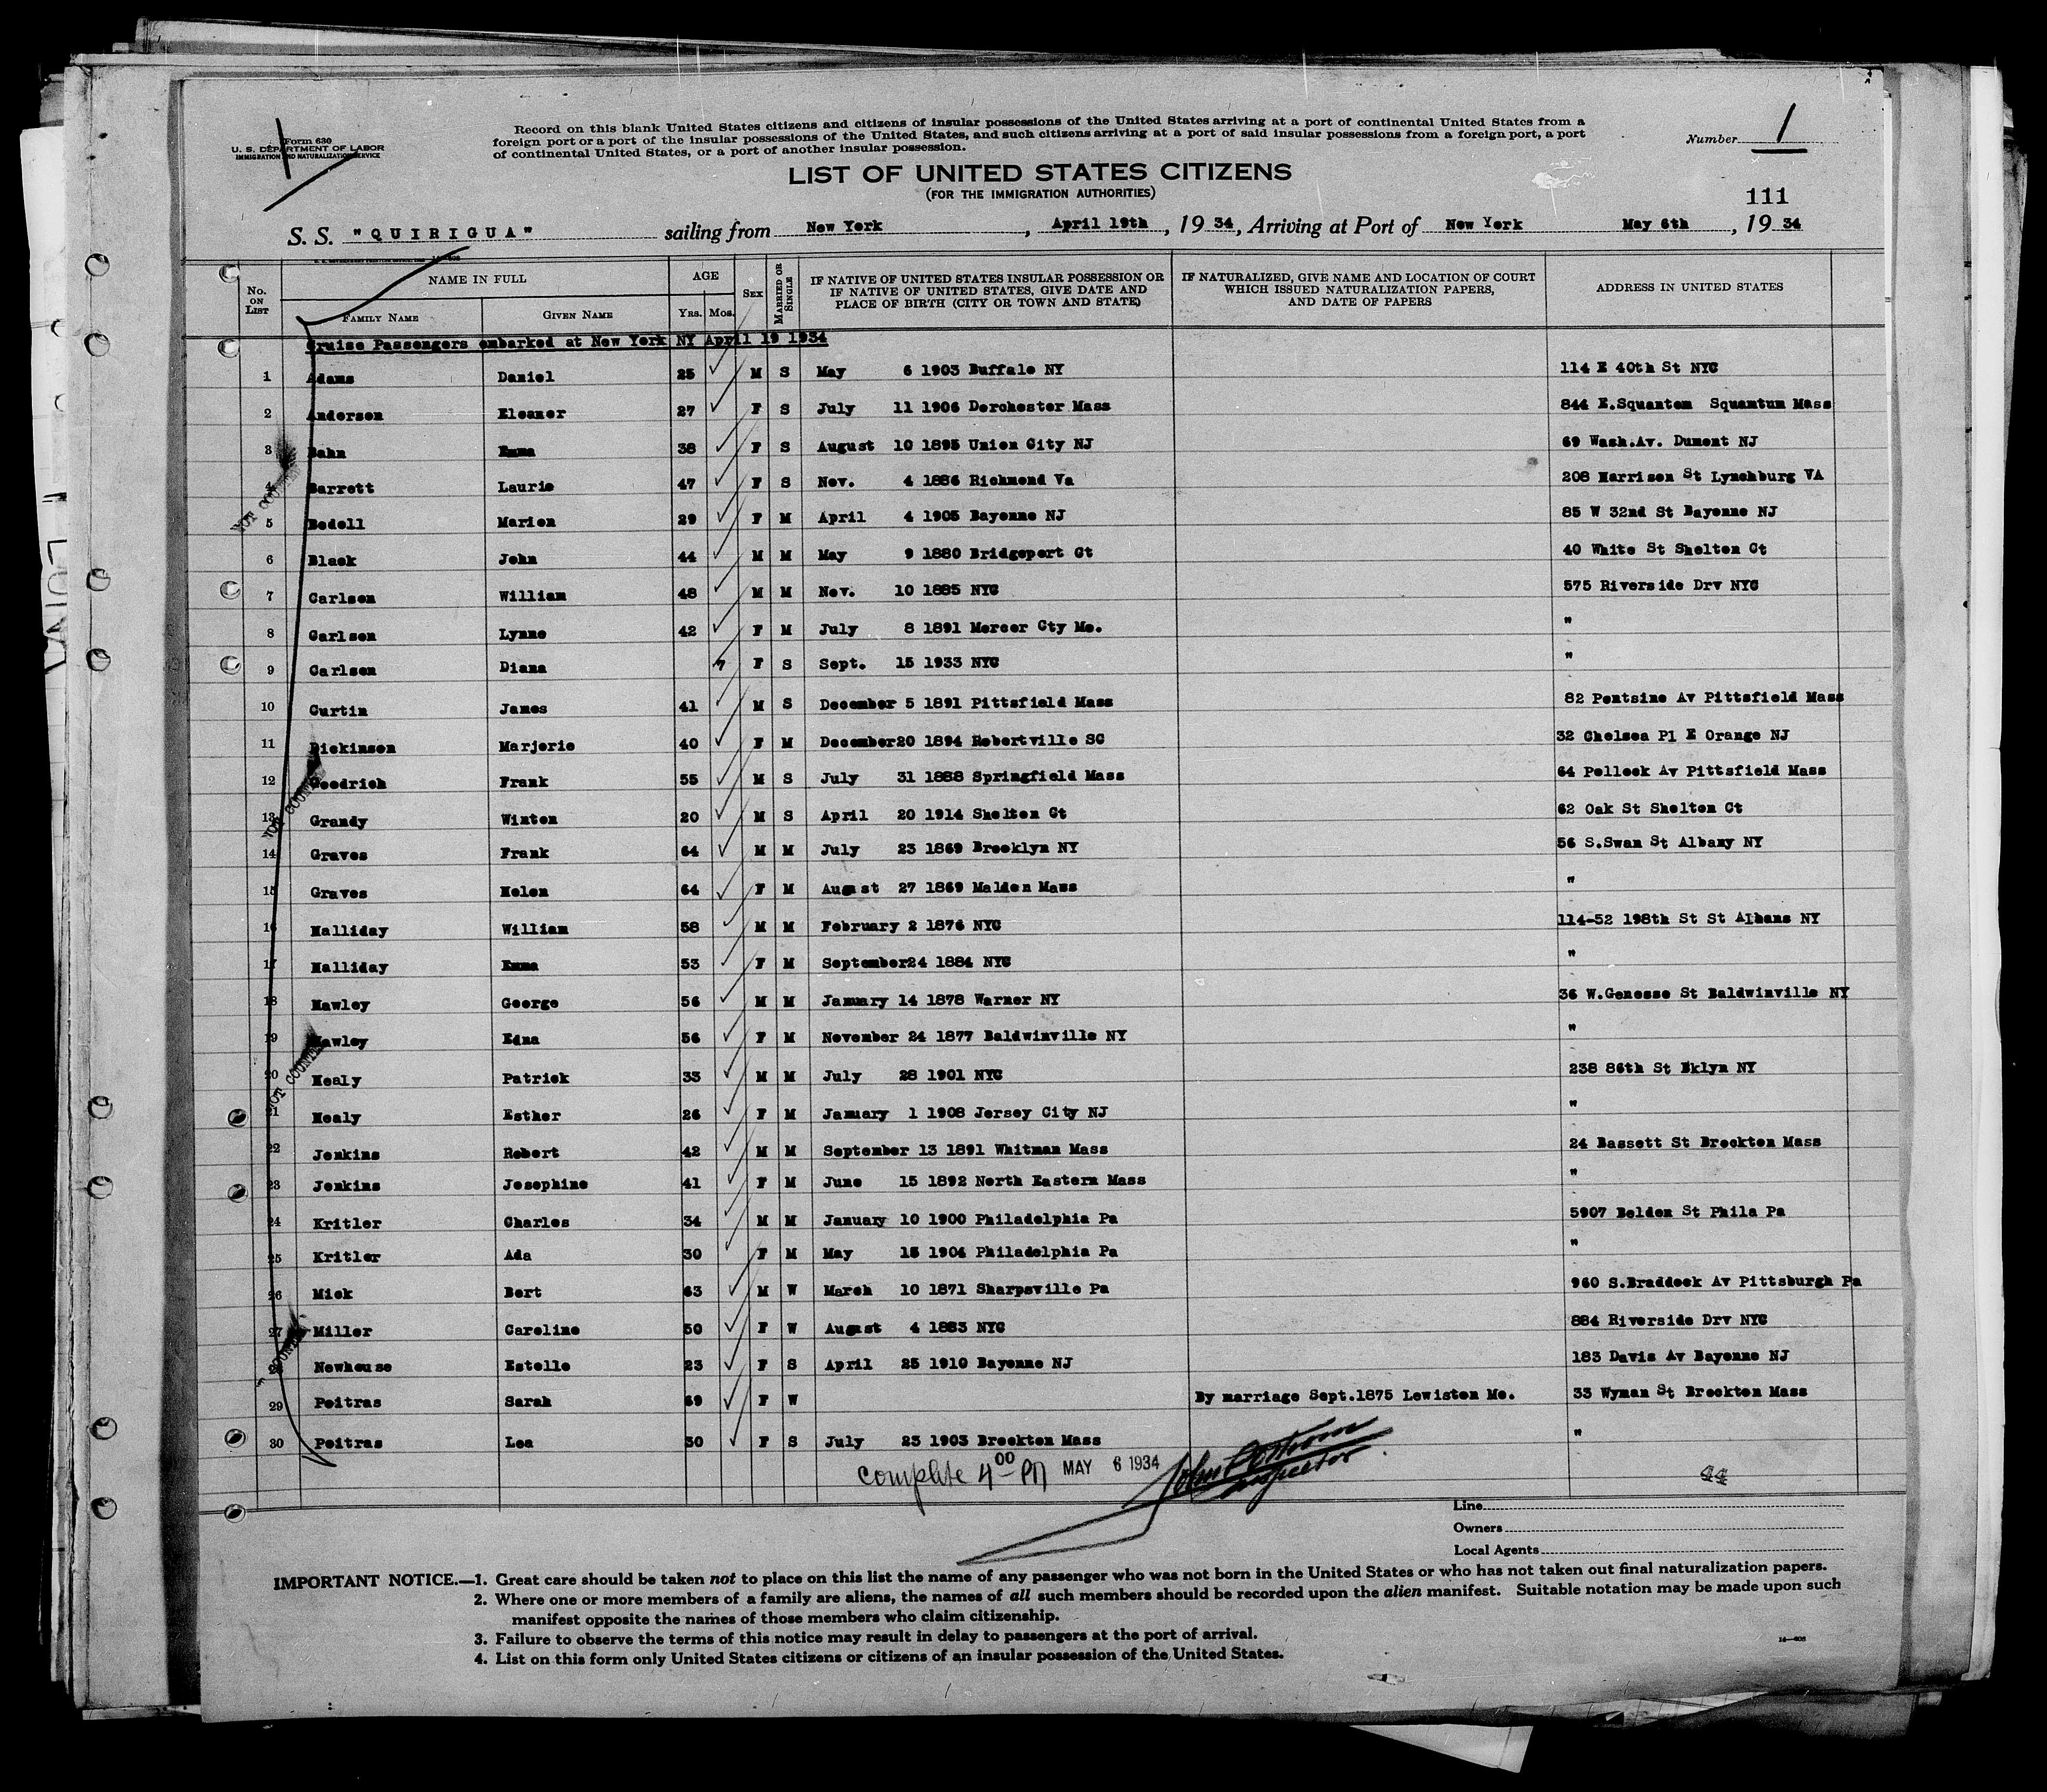 Form 630
U. S. DEPARTMENT OF LABOR
IMMIGRATION AND NATURALIZATION SERVICE
Record on this blank United States citizens and citizens of insular possessions of the United States arriving at a port of continental United States from a
foreign port or a port of the insular possessions of the United States, and such citizens arriving at a port of said insular possessions from a foreign port, a port
of continental United States, or a port of another insular possession.
Number 1
LIST OF UNITED STATES CITIZENS
(FOR THE IMMIGRATION AUTHORITIES)
111
S. S. "QUIRIGUA" sailing from New York, April 19th, 19 34, Arriving at Port of New York May 6th, 19 34
No. ON LIST NAME IN FULL FAMILY NAME GIVEN NAME AGE YRS. MOS. SEX MARRIED OR SINGLE IF NATIVE OF UNITED STATES INSULAR POSSESSION OR IF NATIVE OF UNITED STATES, GIVE DATE AND PLACE OF BIRTH (CITY OR TOWN AND STATE) IF NATURALIZED, GIVE NAME AND LOCATION OF COURT WHICH ISSUED NATURALIZATION PAPERS, AND DATE OF PAPERS ADDRESS IN UNITED STATES
Cruise Passengers embarked at New York NY April 19 1934
1 Adams Daniel 25 M S May 6 1903 Buffalo NY 114 E 40th St NYC
2 Anderson Eleanor 27 F S July 11 1906 Dorchester Mass 844 E.Squantom Squantum Mass
3 Bahn Emma 38 F S August 10 1895 Union City NJ 69 Wash.Av. Dumont NJ
4 Barrett Laurie 47 F S Nov. 4 1886 Richmond Va 208 Harrison St Lynchburg VA
5 Bedell Marion 29 F M April 4 1905 Bayonne NJ 85 W 32nd St Bayonne NJ
6 Black John 44 M M May 9 1880 Bridgeport Ct 40 White St Shelton Ct
7 Carlson William 48 M M Nov. 10 1885 NYC 575 Riverside Drv NYC
8 Carlson Lynne 42 F M July 8 1891 Mercer Cty Mo. "
9 Carlson Diana 7 F S Sept. 15 1933 NYC "
10 Curtin James 41 M S December 5 1891 Pittsfield Mass 82 Pontsine Av Pittsfield Mass
11 Dickinson Marjorie 40 F M December20 1894 Robertville SC 32 Chelsea Pl E Orange NJ
12 Goodrich Frank 55 M S July 31 1888 Springfield Mass 64 Pollock Av Pittsfield Mass
13 Grandy Winton 20 M S April 20 1914 Shelton Ct 62 Oak St Shelton Ct
14 Graves Frank 64 M M July 23 1869 Brooklyn NY 56 S.Swan St Albany NY
15 Graves Helen 64 F M August 27 1869 Malden Mass "
16 Halliday William 58 M M February 2 1876 NYC 114-52 198th St St Albans NY
17 Halliday Emma 53 F M September24 1884 NYC "
18 Hawley George 56 M M January 14 1878 Warner NY 36 W.Genesse St Baldwinville NY
19 Hawley Edna 56 F M November 24 1877 Baldwinville NY "
20 Healy Patrick 33 M M July 28 1901 NYC 238 86th St Bklyn NY
21 Healy Esther 26 F M January 1 1908 Jersey City NJ "
22 Jenkins Robert 42 M M September 13 1891 Whitman Mass 24 Bassett St Brockton Mass
23 Jenkins Josephine 41 F M June 15 1892 North Eastern Mass "
24 Kritler Charles 34 M M January 10 1900 Philadelphia Pa 5907 Belden St Phila Pa
25 Kritler Ada 30 F M May 15 1904 Philadelphia Pa "
26 Mick Bert 63 M W March 10 1871 Sharpsville Pa 960 S.Braddock Av Pittsburgh Pa
27 Miller Caroline 50 F W August 4 1883 NYC 884 Riverside Drv NYC
28 Newhouse Estelle 23 F S April 25 1910 Bayonne NJ 183 Davis Av Bayonne NJ
29 Poitras Sarah 69 F W By marriage Sept.1875 Lewiston Me. 33 Wyman St Brockton Mass
30 Poitras Lea 30 F S July 23 1903 Brockton Mass "
complete 4 00 PM MAY 6 1934
Inspector
44
Line
Owners
Local Agents
IMPORTANT NOTICE.—1. Great care should be taken not to place on this list the name of any passenger who was not born in the United States or who has not taken out final naturalization papers.
2. Where one or more members of a family are aliens, the names of all such members should be recorded upon the alien manifest. Suitable notation may be made upon such
manifest opposite the names of those members who claim citizenship.
3. Failure to observe the terms of this notice may result in delay to passengers at the port of arrival.
4. List on this form only United States citizens or citizens of an insular possession of the United States.